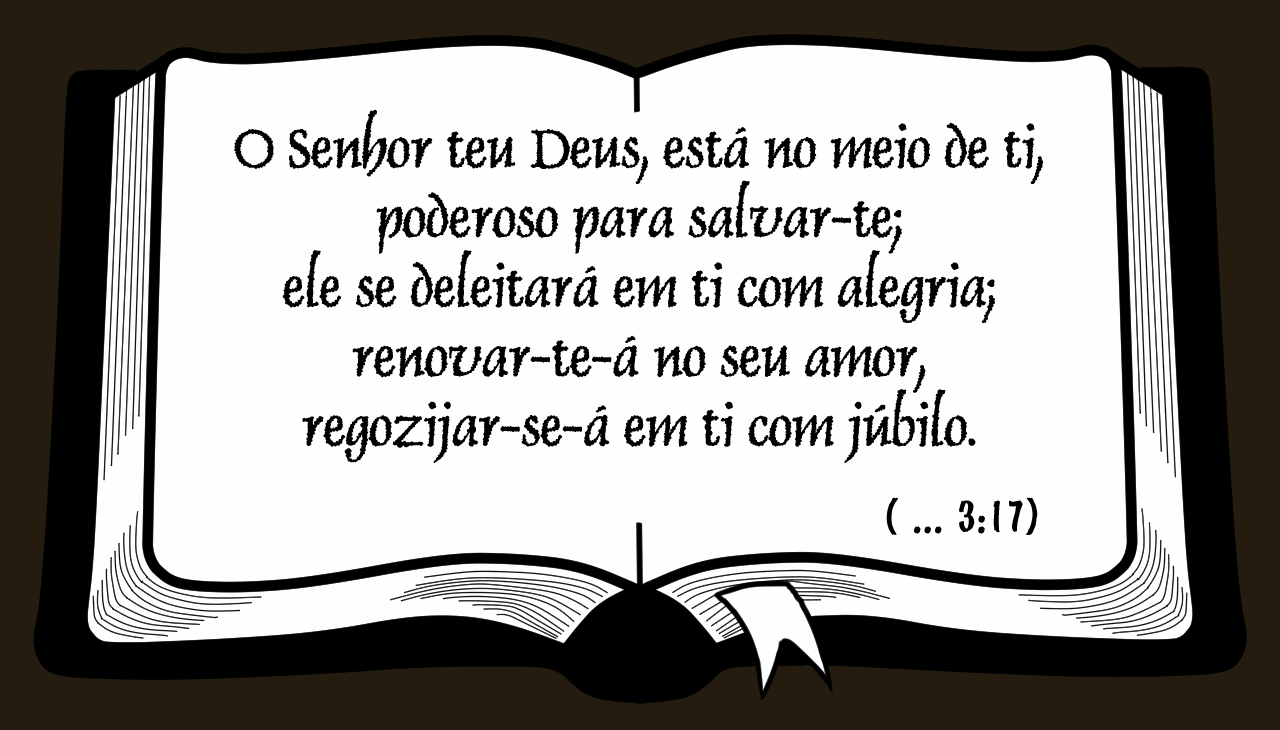 O Senhor teu Deus, está no meio de ti,
poderoso para salvar-te;
ele se deleitará em ti com alegria;
renovar-te-á no seu amor,
regozijar-se-á em ti com júbilo.
( ... 3:17)